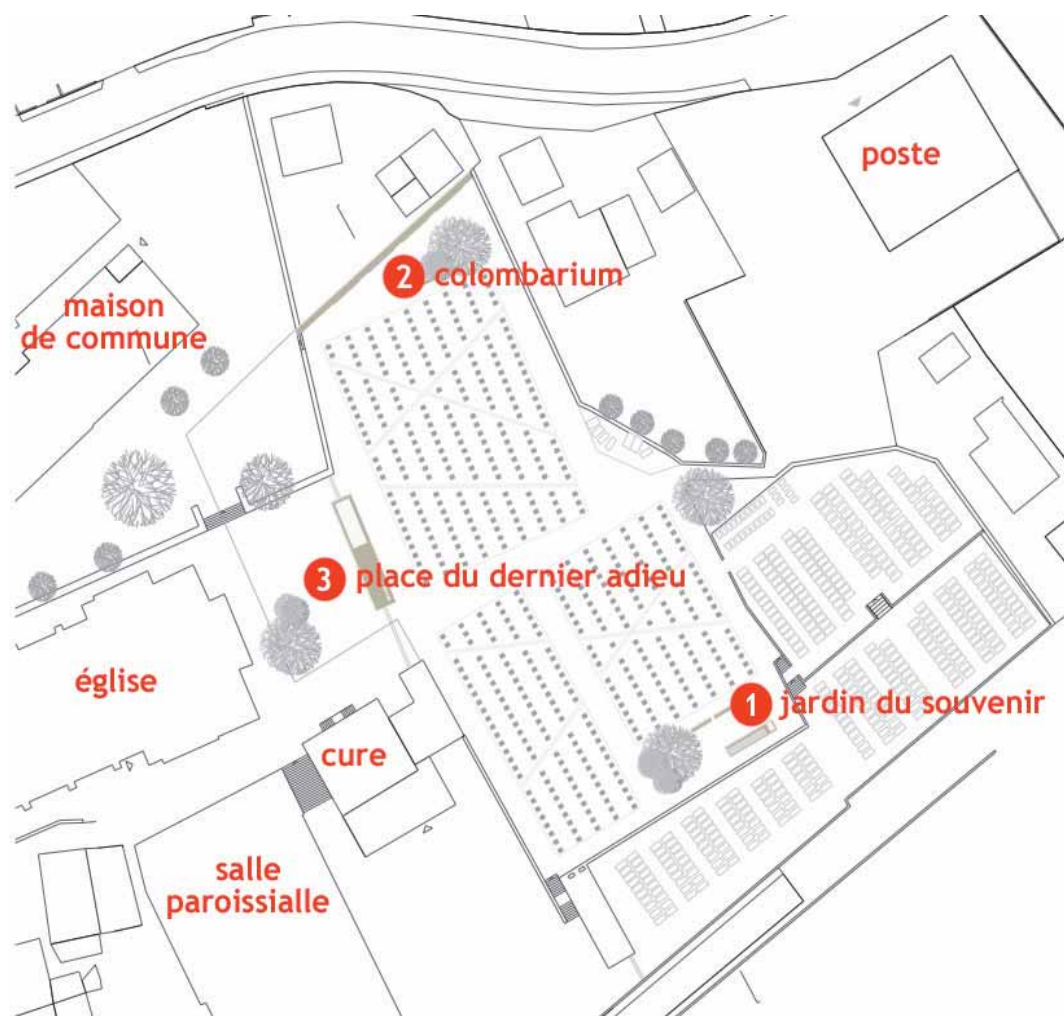 poste
2 colombarium
maison
de commune
3 place du dernier adieu
église
1 jardin du souvenir
cure
salle
paroissialle